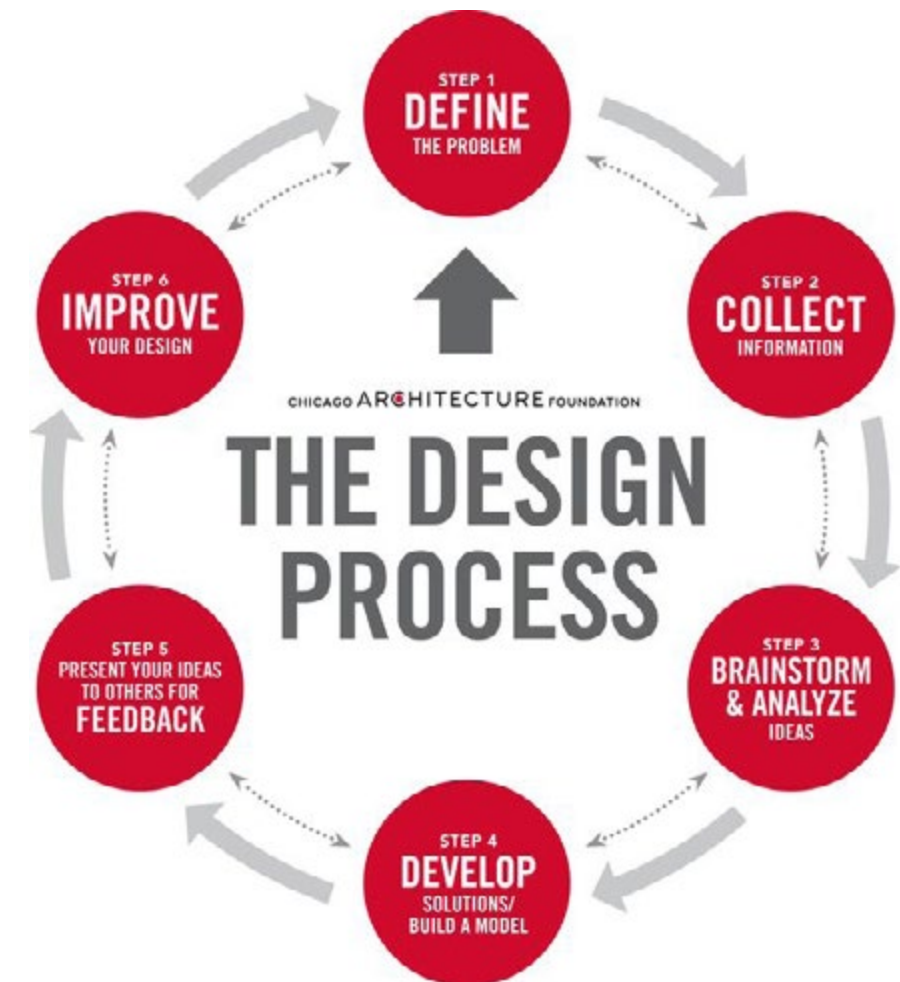 STEP 1
DEFINE
THE PROBLEM
STEP 2
COLLECT
INFORMATION
STEP 3
BRAINSTORM
& ANALYZE
IDEAS
STEP 4
DEVELOP
SOLUTIONS/
BUILD A MODEL
STEP 5
PRESENT YOUR IDEAS
TO OTHERS FOR
FEEDBACK
STEP 6
IMPROVE
YOUR DESIGN
CHICAGO ARCHITECTURE FOUNDATION
THE DESIGN
PROCESS